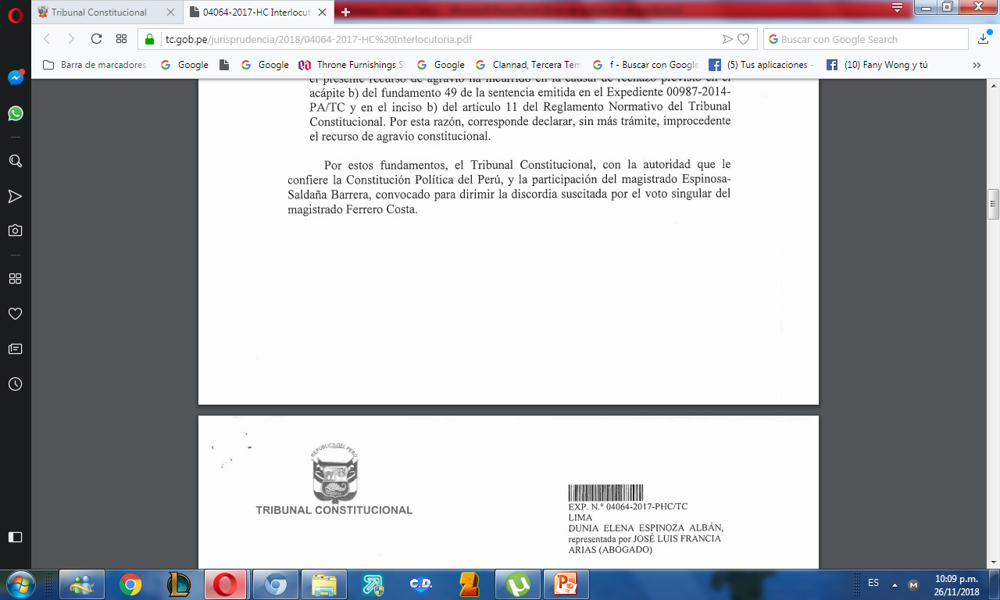 Tribunal Constitucional
04064-2017-HC Interlocuto
tc.gob.pe/jurisprudencia/2018/04064-2017-HC%20Interlocutoria.pdf
Buscar con Google Search
Barra de marcadores
Google
Google
Throne Furnishings S
Google
Clannad, Tercera Tem
f - Buscar con Google
(5) Tus aplicaciones -
(10) Fany Wong y tú
el presente recurso de agravio ha incurrido en la causal de rechazo previsto en el
acápite b) del fundamento 49 de la sentencia emitida en el Expediente 00987-2014-
PA/TC y en el inciso b) del artículo 11 del Reglamento Normativo del Tribunal
Constitucional. Por esta razón, corresponde declarar, sin más trámite, improcedente
el recurso de agravio constitucional.
Por estos fundamentos, el Tribunal Constitucional, con la autoridad que le
confiere la Constitución Política del Perú, y la participación del magistrado Espinosa-
Saldaña Barrera, convocado para dirimir la discordia suscitada por el voto singular del
magistrado Ferrero Costa.
REPÚBLICA DEL PERÚ
TRIBUNAL CONSTITUCIONAL
EXP. N.º 04064-2017-PHC/TC
LIMA
DUNIA ELENA ESPINOZA ALBÁN,
representada por JOSÉ LUIS FRANCIA
ARIAS (ABOGADO)
C.D.
ES
10:09 p.m.
26/11/2018